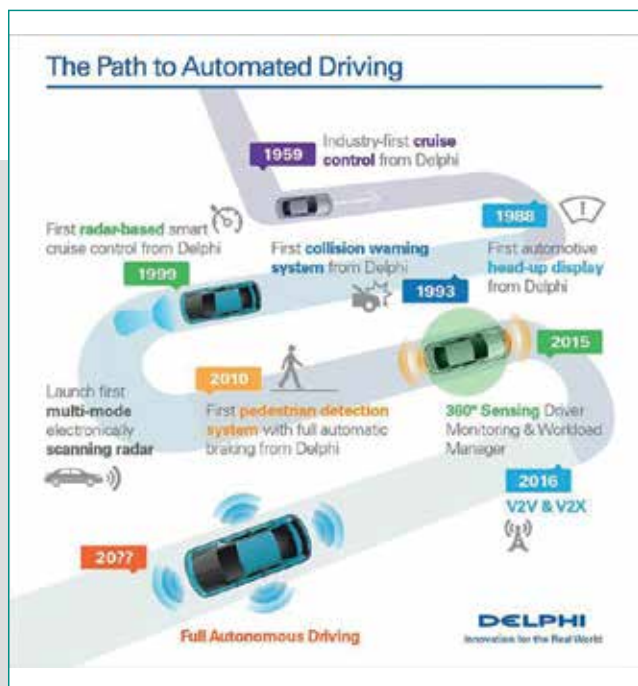 The Path to Automated Driving
1959
Industry-first cruise
control from Delphi
1988
First automotive
head-up display
from Delphi
First collision warning
system from Delphi
1993
First radar-based smart
cruise control from Delphi
1999
Launch first
multi-mode
electronically
scanning radar
2010
First pedestrian detection
system with full automatic
braking from Delphi
2015
360° Sensing Driver
Monitoring & Workload
Manager
2016
V2V & V2X
20??
Full Autonomous Driving
DELPHI
Innovation for the Real World